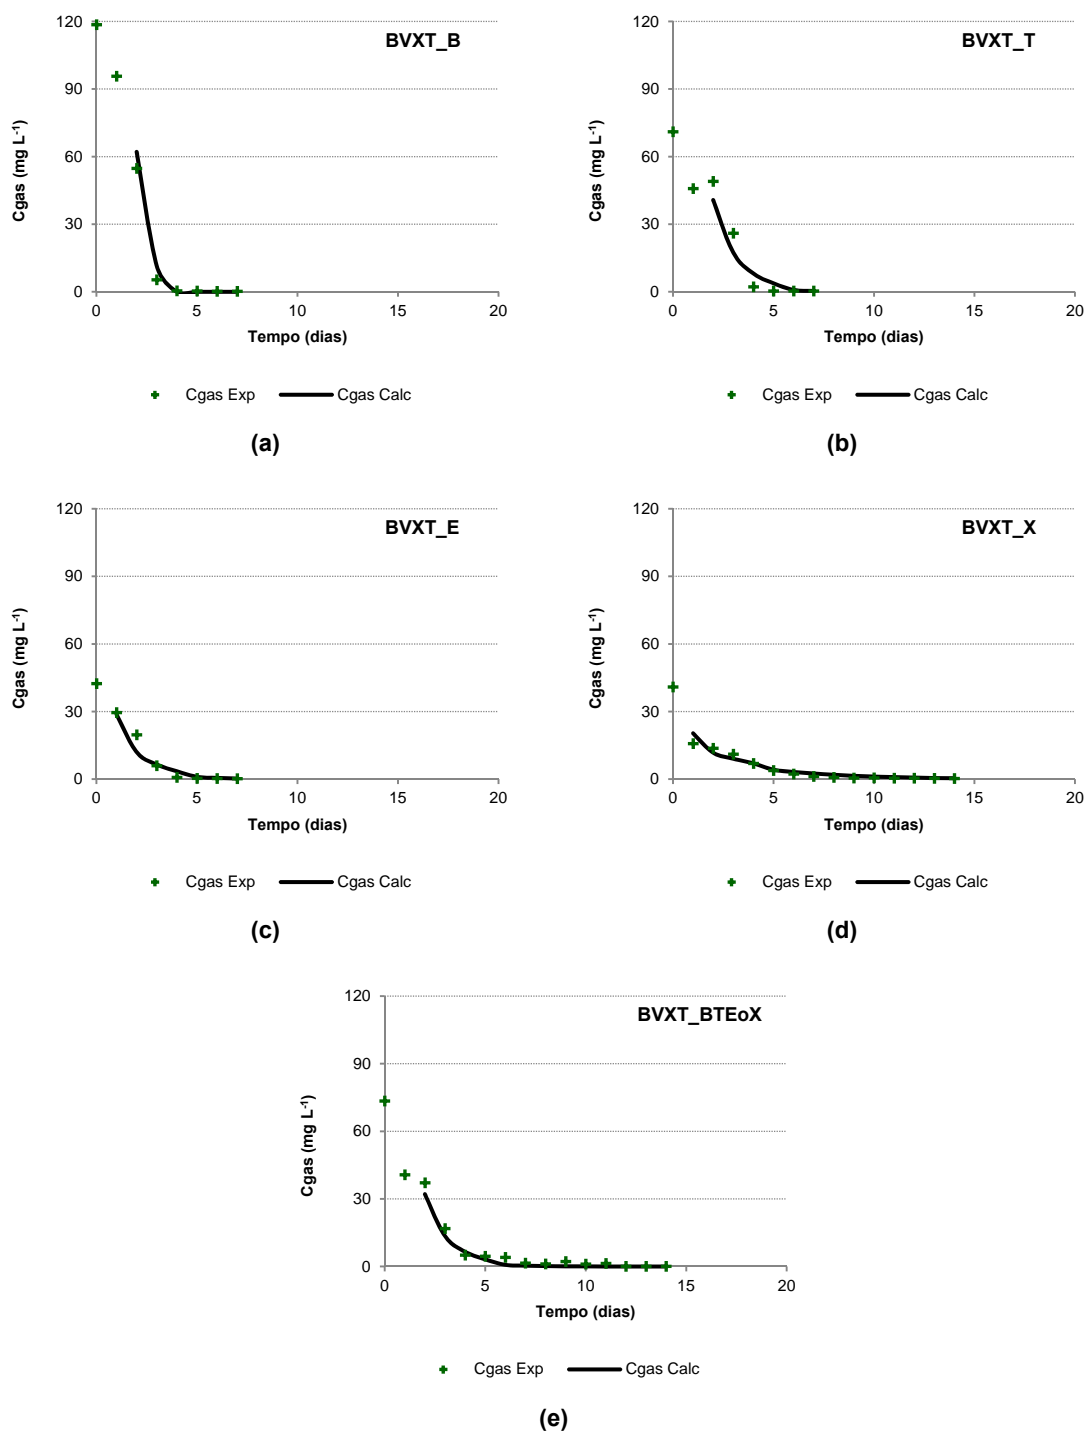 BVXT_B
Cgas (mg L⁻¹)
120
90
60
30
0
0 5 10 15 20
Tempo (dias)
Cgas Exp Cgas Calc
(a)
BVXT_T
Cgas (mg L⁻¹)
120
90
60
30
0
0 5 10 15 20
Tempo (dias)
Cgas Exp Cgas Calc
(b)
BVXT_E
Cgas (mg L⁻¹)
120
90
60
30
0
0 5 10 15 20
Tempo (dias)
Cgas Exp Cgas Calc
(c)
BVXT_X
Cgas (mg L⁻¹)
120
90
60
30
0
0 5 10 15 20
Tempo (dias)
Cgas Exp Cgas Calc
(d)
BVXT_BTEoX
Cgas (mg L⁻¹)
120
90
60
30
0
0 5 10 15 20
Tempo (dias)
Cgas Exp Cgas Calc
(e)